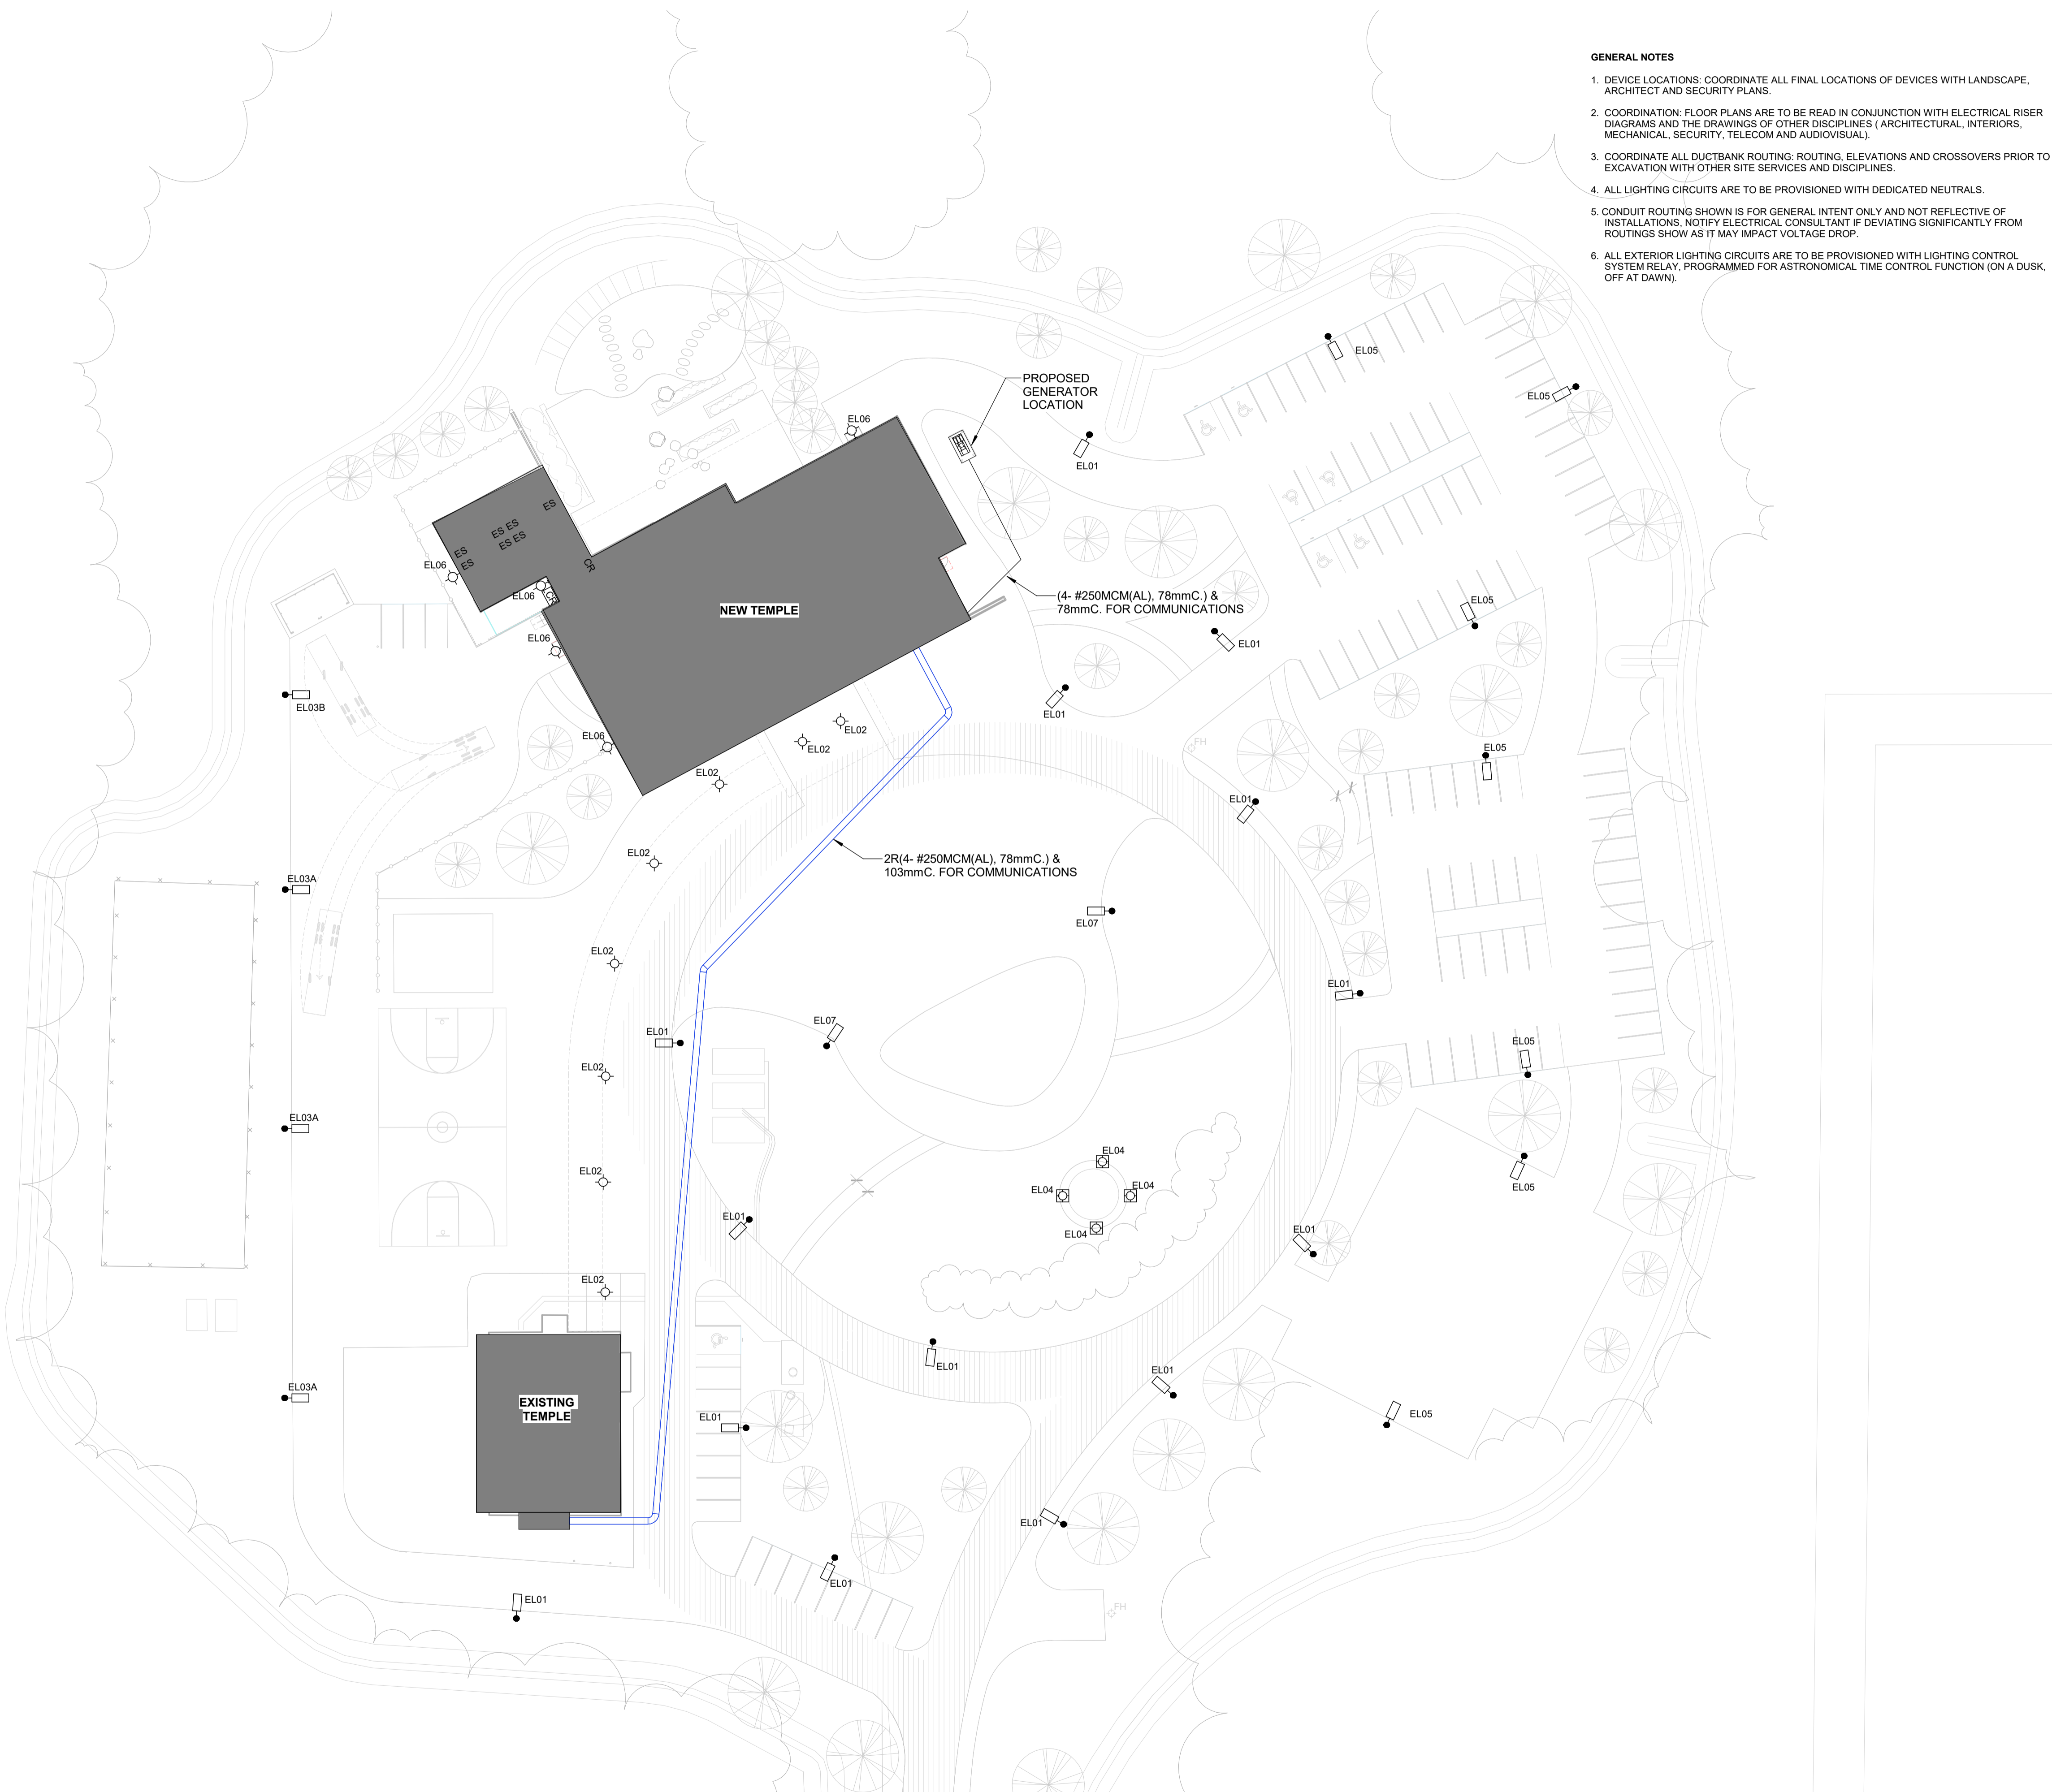 GENERAL NOTES
1. DEVICE LOCATIONS: COORDINATE ALL FINAL LOCATIONS OF DEVICES WITH LANDSCAPE,
ARCHITECT AND SECURITY PLANS.
2. COORDINATION: FLOOR PLANS ARE TO BE READ IN CONJUNCTION WITH ELECTRICAL RISER
DIAGRAMS AND THE DRAWINGS OF OTHER DISCIPLINES ( ARCHITECTURAL, INTERIORS,
MECHANICAL, SECURITY, TELECOM AND AUDIOVISUAL).
3. COORDINATE ALL DUCTBANK ROUTING: ROUTING, ELEVATIONS AND CROSSOVERS PRIOR TO
EXCAVATION WITH OTHER SITE SERVICES AND DISCIPLINES.
4. ALL LIGHTING CIRCUITS ARE TO BE PROVISIONED WITH DEDICATED NEUTRALS.
5. CONDUIT ROUTING SHOWN IS FOR GENERAL INTENT ONLY AND NOT REFLECTIVE OF
INSTALLATIONS, NOTIFY ELECTRICAL CONSULTANT IF DEVIATING SIGNIFICANTLY FROM
ROUTINGS SHOW AS IT MAY IMPACT VOLTAGE DROP.
6. ALL EXTERIOR LIGHTING CIRCUITS ARE TO BE PROVISIONED WITH LIGHTING CONTROL
SYSTEM RELAY, PROGRAMMED FOR ASTRONOMICAL TIME CONTROL FUNCTION (ON A DUSK,
OFF AT DAWN).
EL05
PROPOSED
GENERATOR
LOCATION
EL05
EL06
EL01
ES
ES ES
ES ES
ES
ES
EL06
CR
EL06
CR
(4- #250MCM(AL), 78mmC.) &
78mmC. FOR COMMUNICATIONS
EL05
NEW TEMPLE
EL06
EL01
EL03B
EL01
EL02
EL06
EL02
FH
EL05
EL02
EL01
EL02
2R(4- #250MCM(AL), 78mmC.) &
103mmC. FOR COMMUNICATIONS
EL03A
EL07
EL02
EL01
EL07
EL01
EL05
EL02
EL03A
EL04
EL02
EL04
EL04
EL05
EL01
EL04
EL01
EL02
EL01
EL01
EL03A
EXISTING
TEMPLE
EL01
EL05
EL01
EL01
EL01
FH